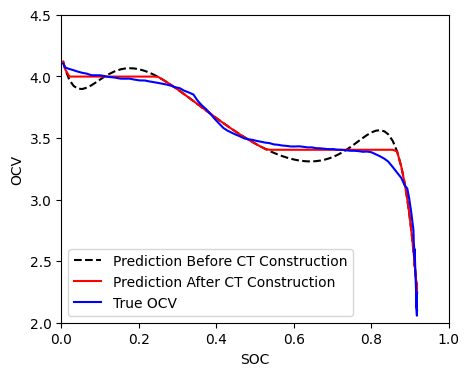 4.5
4.0
3.5
3.0
2.5
2.0
OCV
Prediction Before CT Construction
Prediction After CT Construction
True OCV
0.0 0.2 0.4 0.6 0.8 1.0
SOC